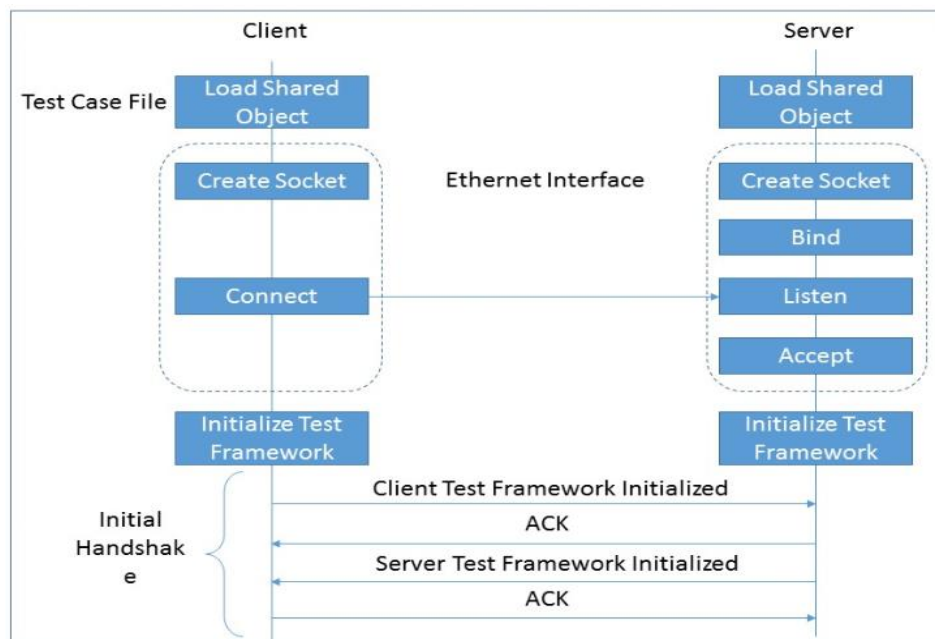 Client
Server
Test Case File
Load Shared
Object
Load Shared
Object
Create Socket
Ethernet Interface
Create Socket
Bind
Connect
Listen
Accept
Initialize Test
Framework
Initialize Test
Framework
Client Test Framework Initialized
Initial
Handshak
e
ACK
Server Test Framework Initialized
ACK